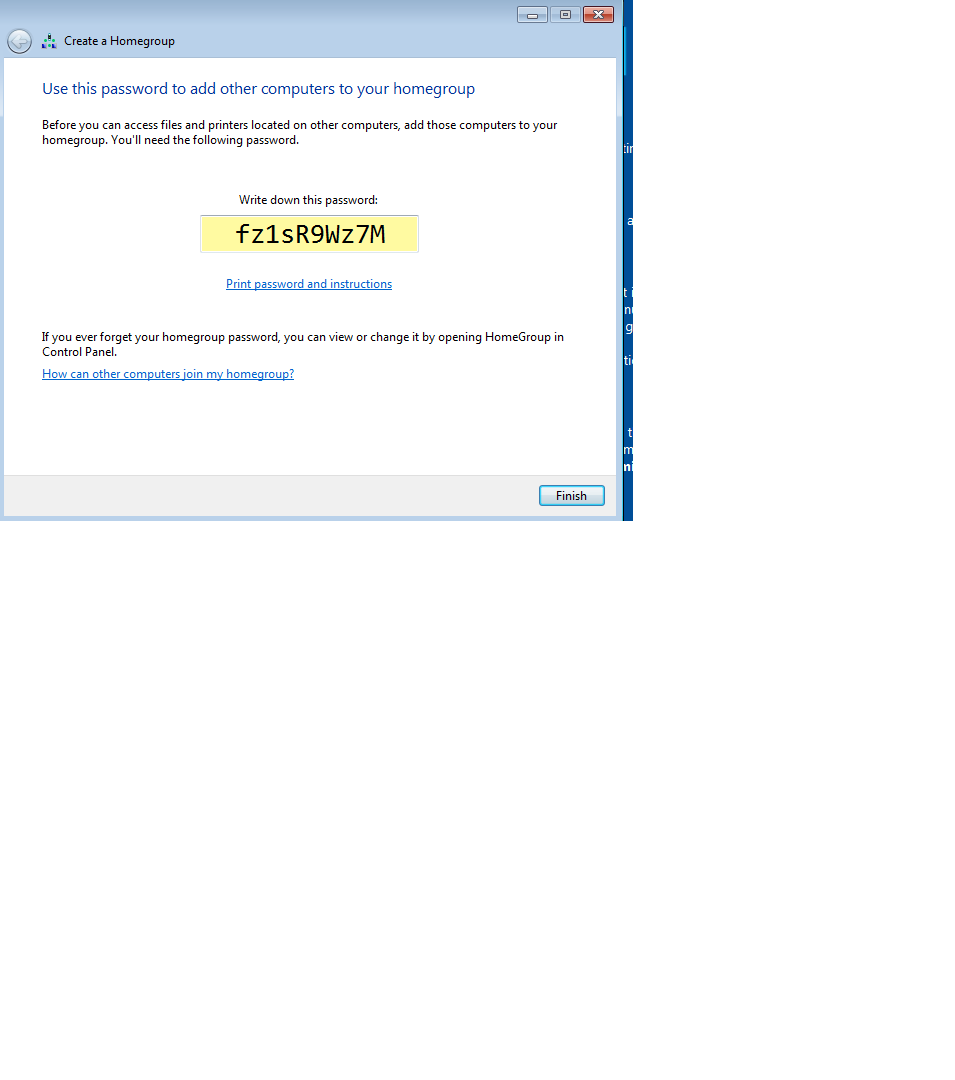 Create a Homegroup
Use this password to add other computers to your homegroup
Before you can access files and printers located on other computers, add those computers to your
homegroup. You'll need the following password.
Write down this password:
fz1sR9Wz7M
Print password and instructions
If you ever forget your homegroup password, you can view or change it by opening HomeGroup in
Control Panel.
How can other computers join my homegroup?
Finish